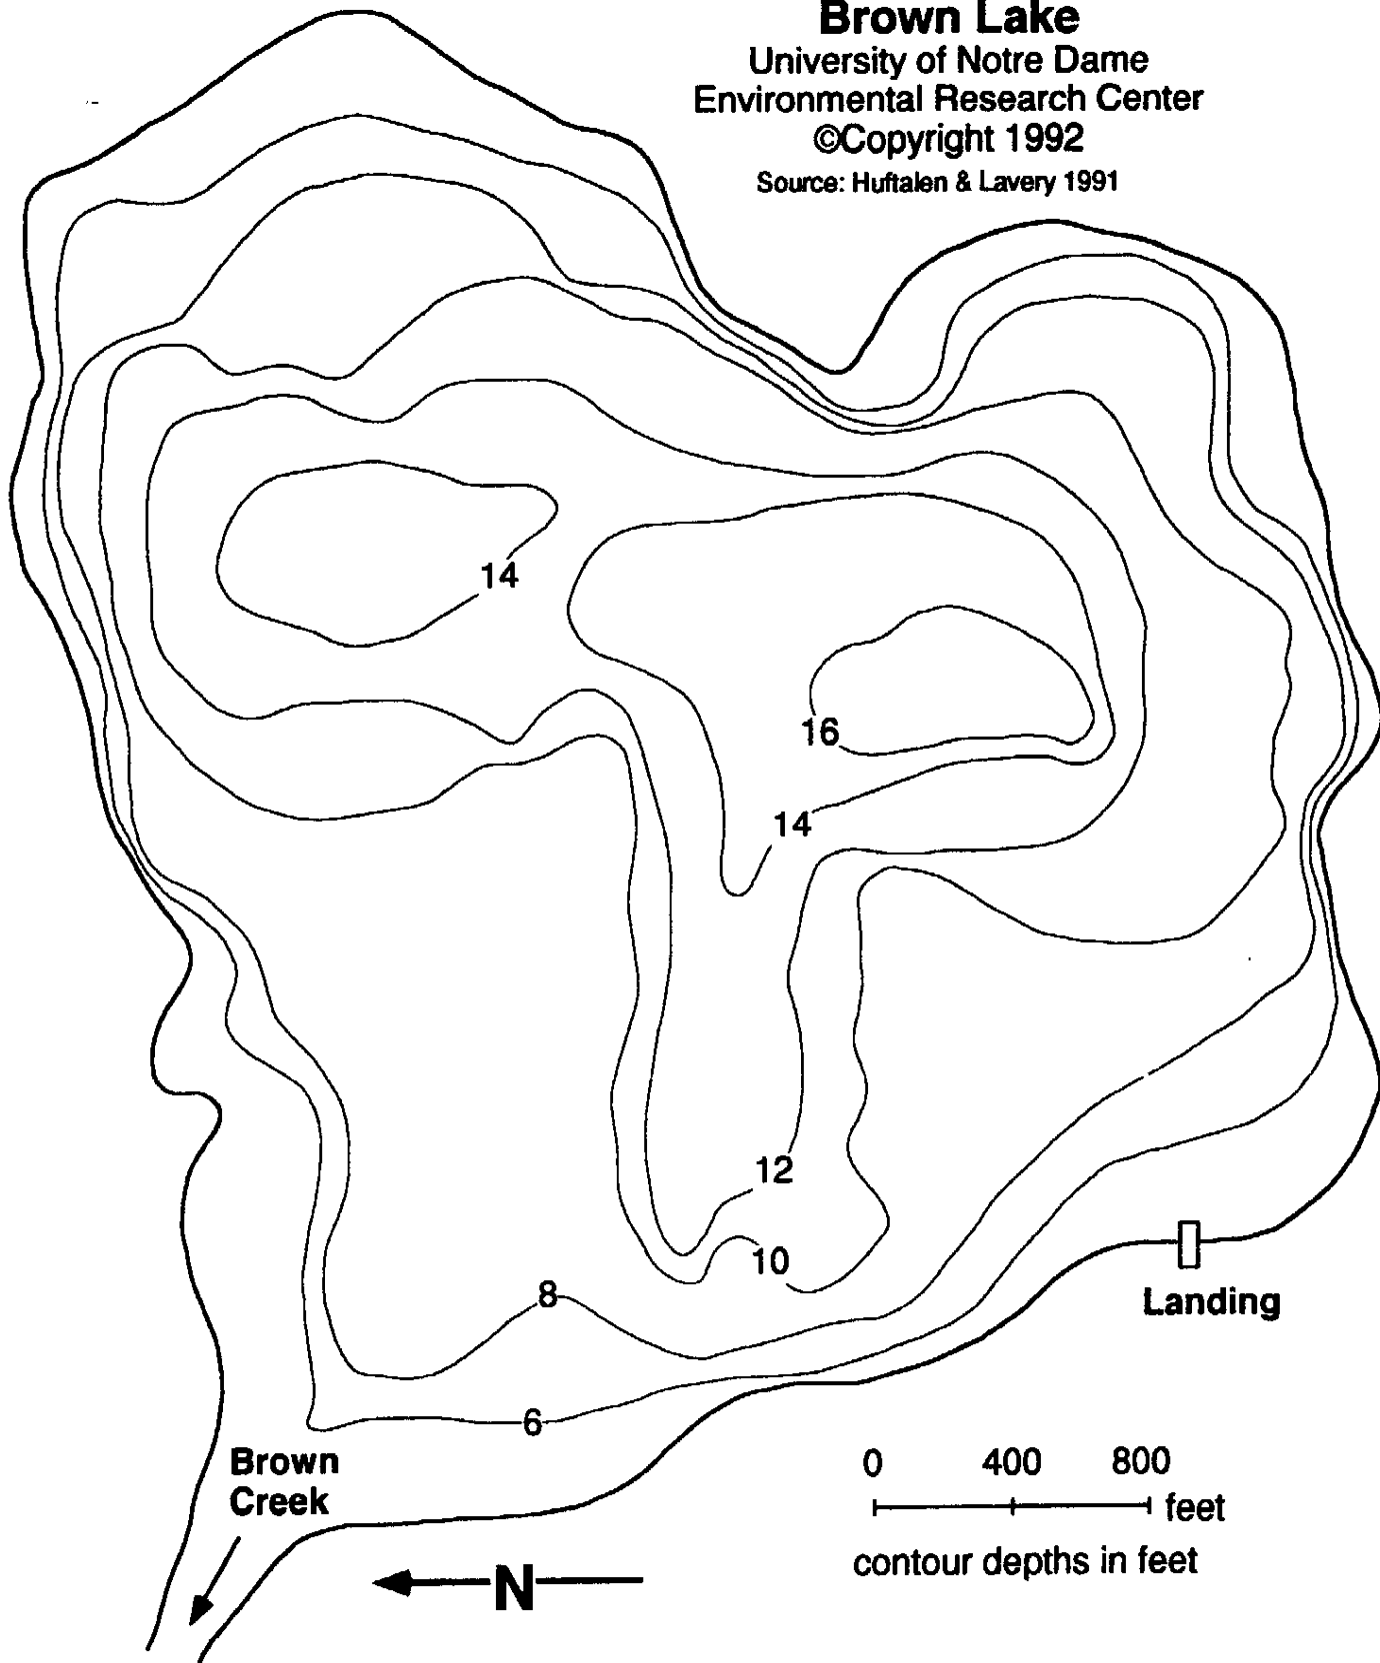 Brown Lake
University of Notre Dame
Environmental Research Center
©Copyright 1992
Source: Huftalen & Lavery 1991
14
16
14
12
10
8
Landing
6
Brown
Creek
0 400 800
feet
contour depths in feet
N